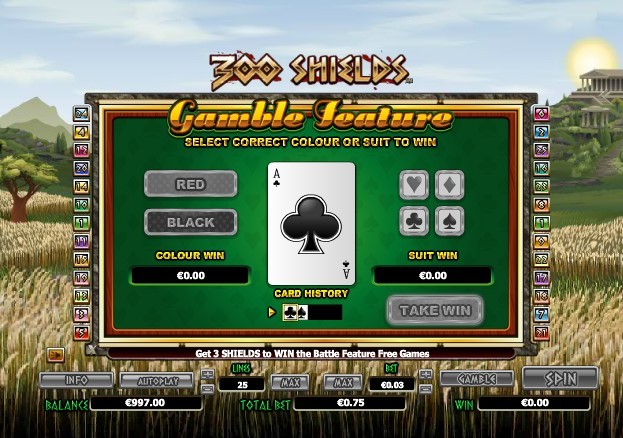 300 SHIELDS
Gamble Feature
SELECT CORRECT COLOUR OR SUIT TO WIN
A
RED
BLACK
COLOUR WIN
SUIT WIN
€0.00
€0.00
A
CARD HISTORY
TAKE WIN
Get 3 SHIELDS to WIN the Battle Feature Free Games
INFO
AUTOPLAY
LINES
25
MAX
MAX
BET
€0.03
GAMBLE
SPIN
BALANCE
€997.00
TOTAL BET
€0.75
WIN
€0.00